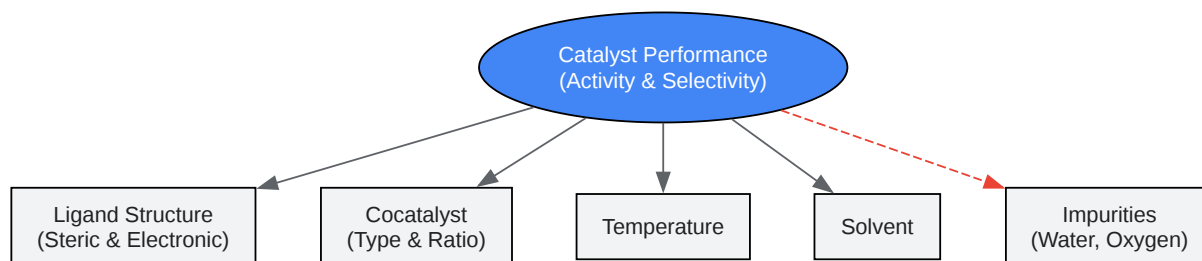 Catalyst Performance
(Activity & Selectivity)
Ligand Structure
(Steric & Electronic)
Cocatalyst
(Type & Ratio)
Temperature
Solvent
Impurities
(Water, Oxygen)